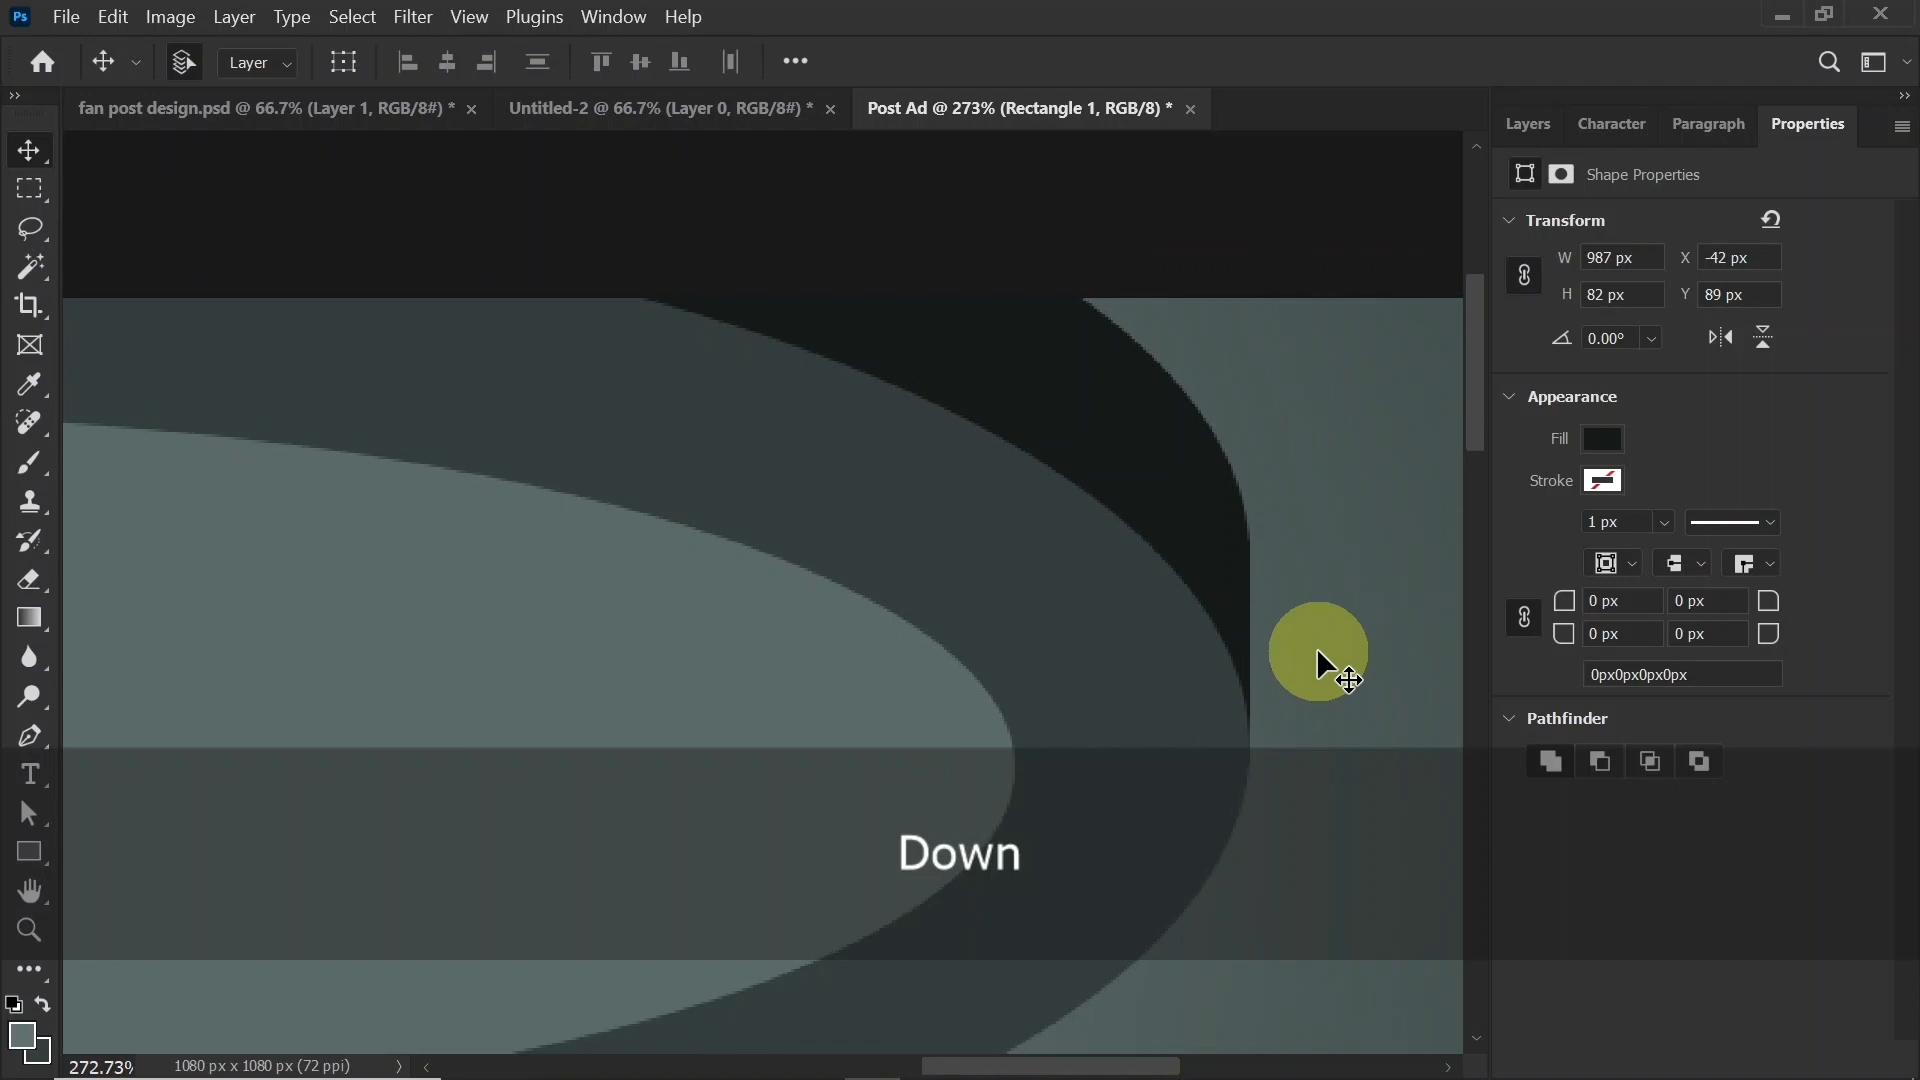 Ps File Edit Image Layer Type Select Filter View Plugins Window Help
Layer
fan post design.psd @ 66.7% (Layer 1, RGB/8#) *
Untitled-2 @ 66.7% (Layer 0, RGB/8#) *
Post Ad @ 273% (Rectangle 1, RGB/8) *
Layers Character Paragraph Properties
Shape Properties
Transform
W 987 px X -42 px
H 82 px Y 89 px
0.00°
Appearance
Fill
Stroke
1 px
0 px 0 px
0 px 0 px
0px0px0px0px
Pathfinder
Down
272.73% 1080 px x 1080 px (72 ppi)